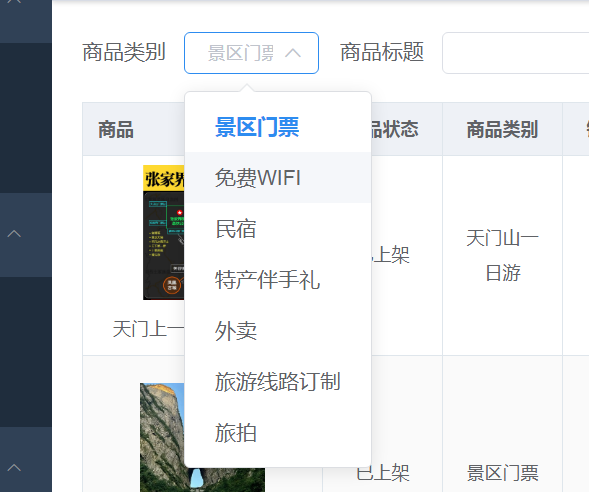 商品类别
景区门票
商品标题
商品
品状态
商品类别
景区门票
免费WIFI
民宿
特产伴手礼
外卖
旅游线路订制
旅拍
张家界
天门上一
已上架
天门山一
日游
已上架
景区门票